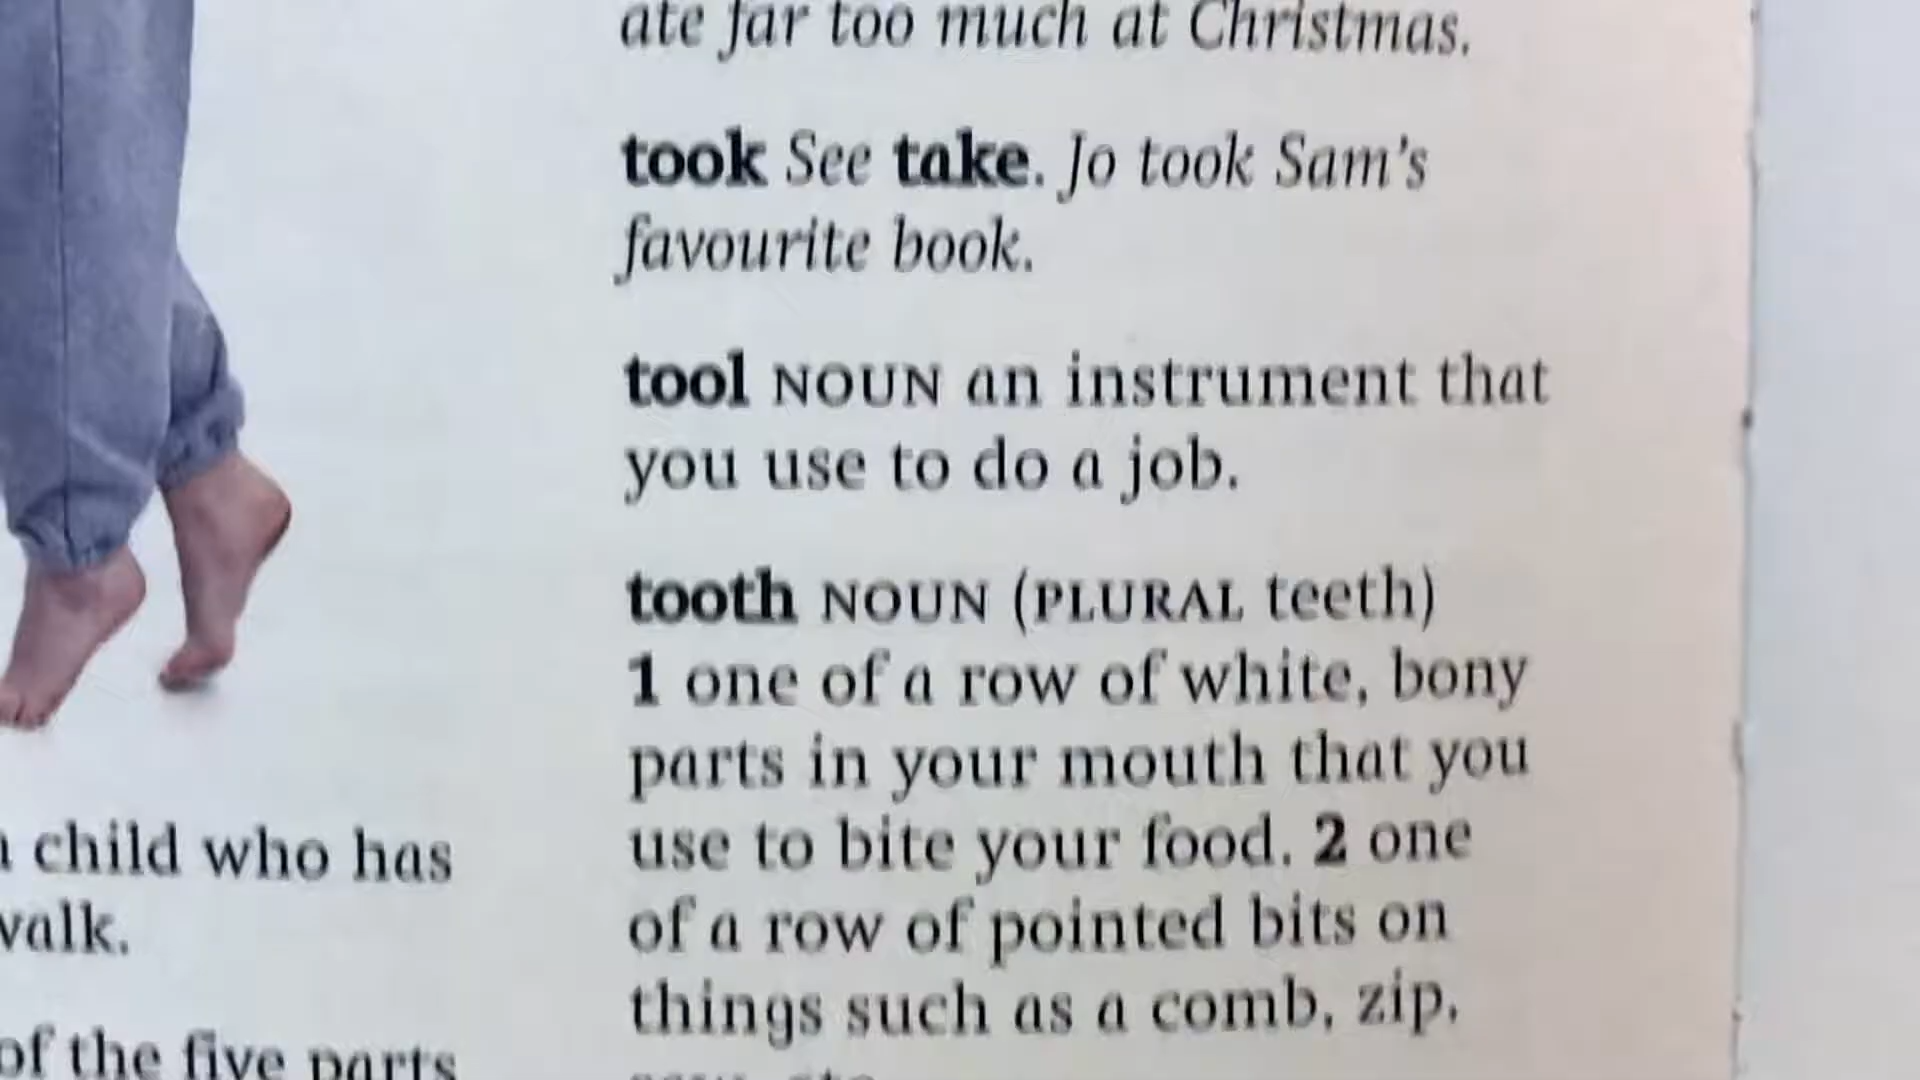 child who has
walk.
of the five parts
ate far too much at Christmas.
took See take. Jo took Sam's
favourite book.
tool NOUN an instrument that
you use to do a job.
tooth NOUN (PLURAL teeth)
1 one of a row of white, bony
parts in your mouth that you
use to bite your food. 2 one
of a row of pointed bits on
things such as a comb, zip,